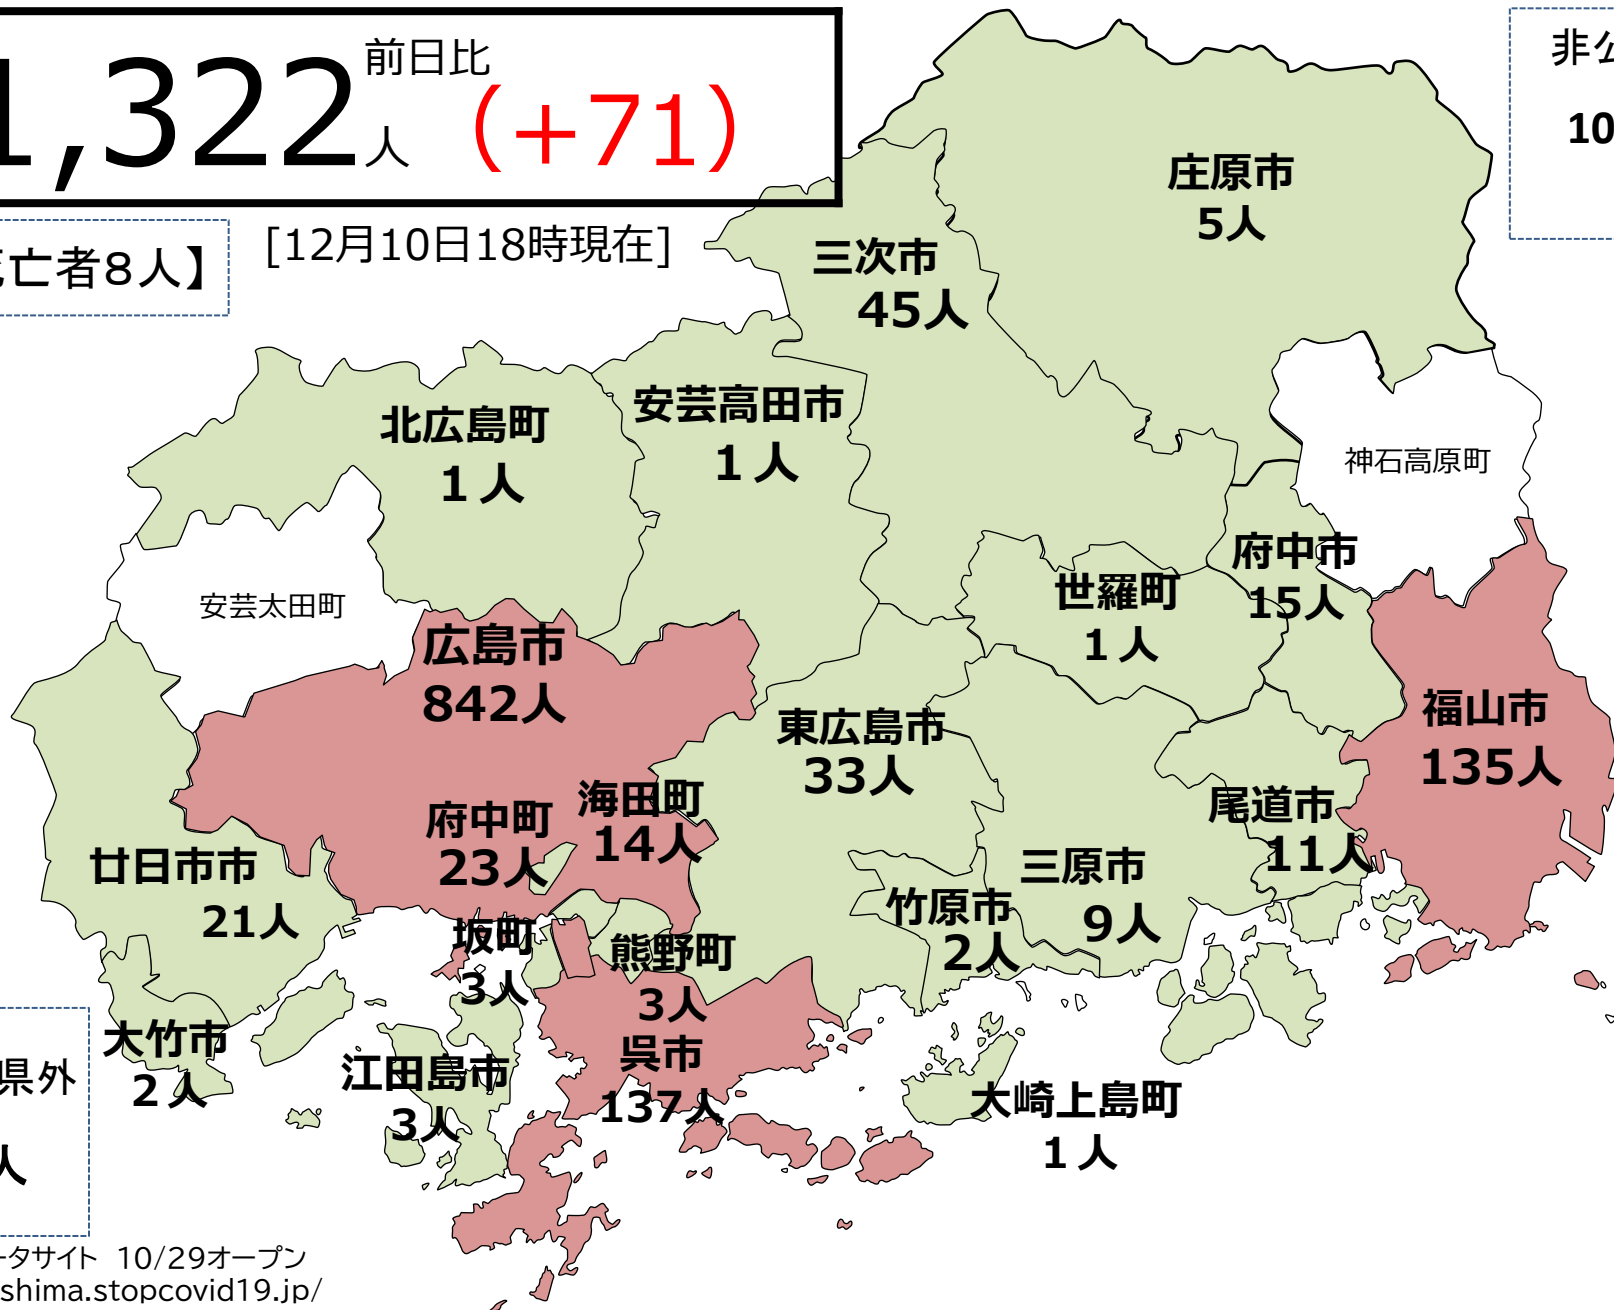 前日比
1,322人 (+71)
亡者8人】
[12月10日18時現在]
非公
10
庄原市
5人
三次市
45人
北広島町
1人
安芸高田市
1人
神石高原町
安芸太田町
府中市
15人
世羅町
1人
広島市
842人
福山市
135人
東広島市
33人
海田町
14人
府中町
23人
尾道市
11人
廿日市市
21人
三原市
9人
竹原市
2人
坂町
3人
熊野町
3人
大竹市
2人
県外
人
江田島市
3人
呉市
137人
大崎上島町
1人
ータサイト 10/29オープン
shima.stopcovid19.jp/